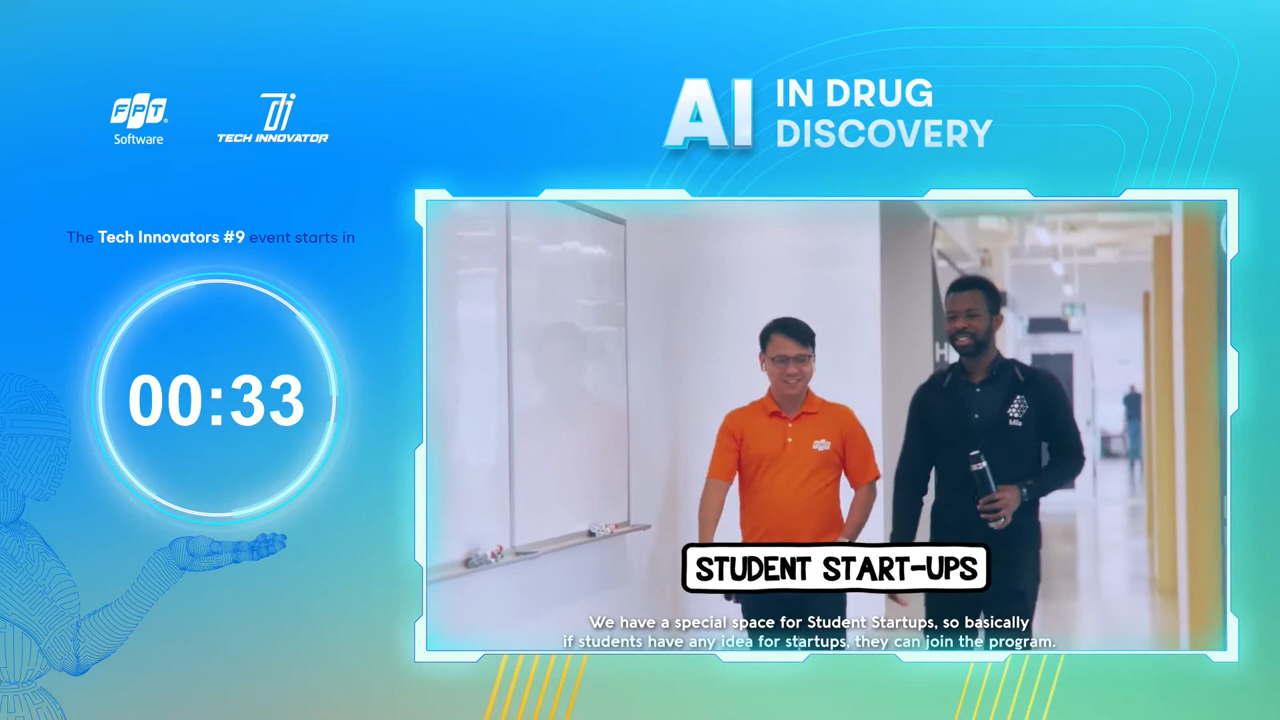 FPT
Software
TECH INNOVATOR
AI
IN DRUG
DISCOVERY
The Tech Innovators #9 event starts in
00:33
H
FPT
Mila
STUDENT START-UPS
We have a special space for Student Startups, so basically
if students have any idea for startups, they can join the program.